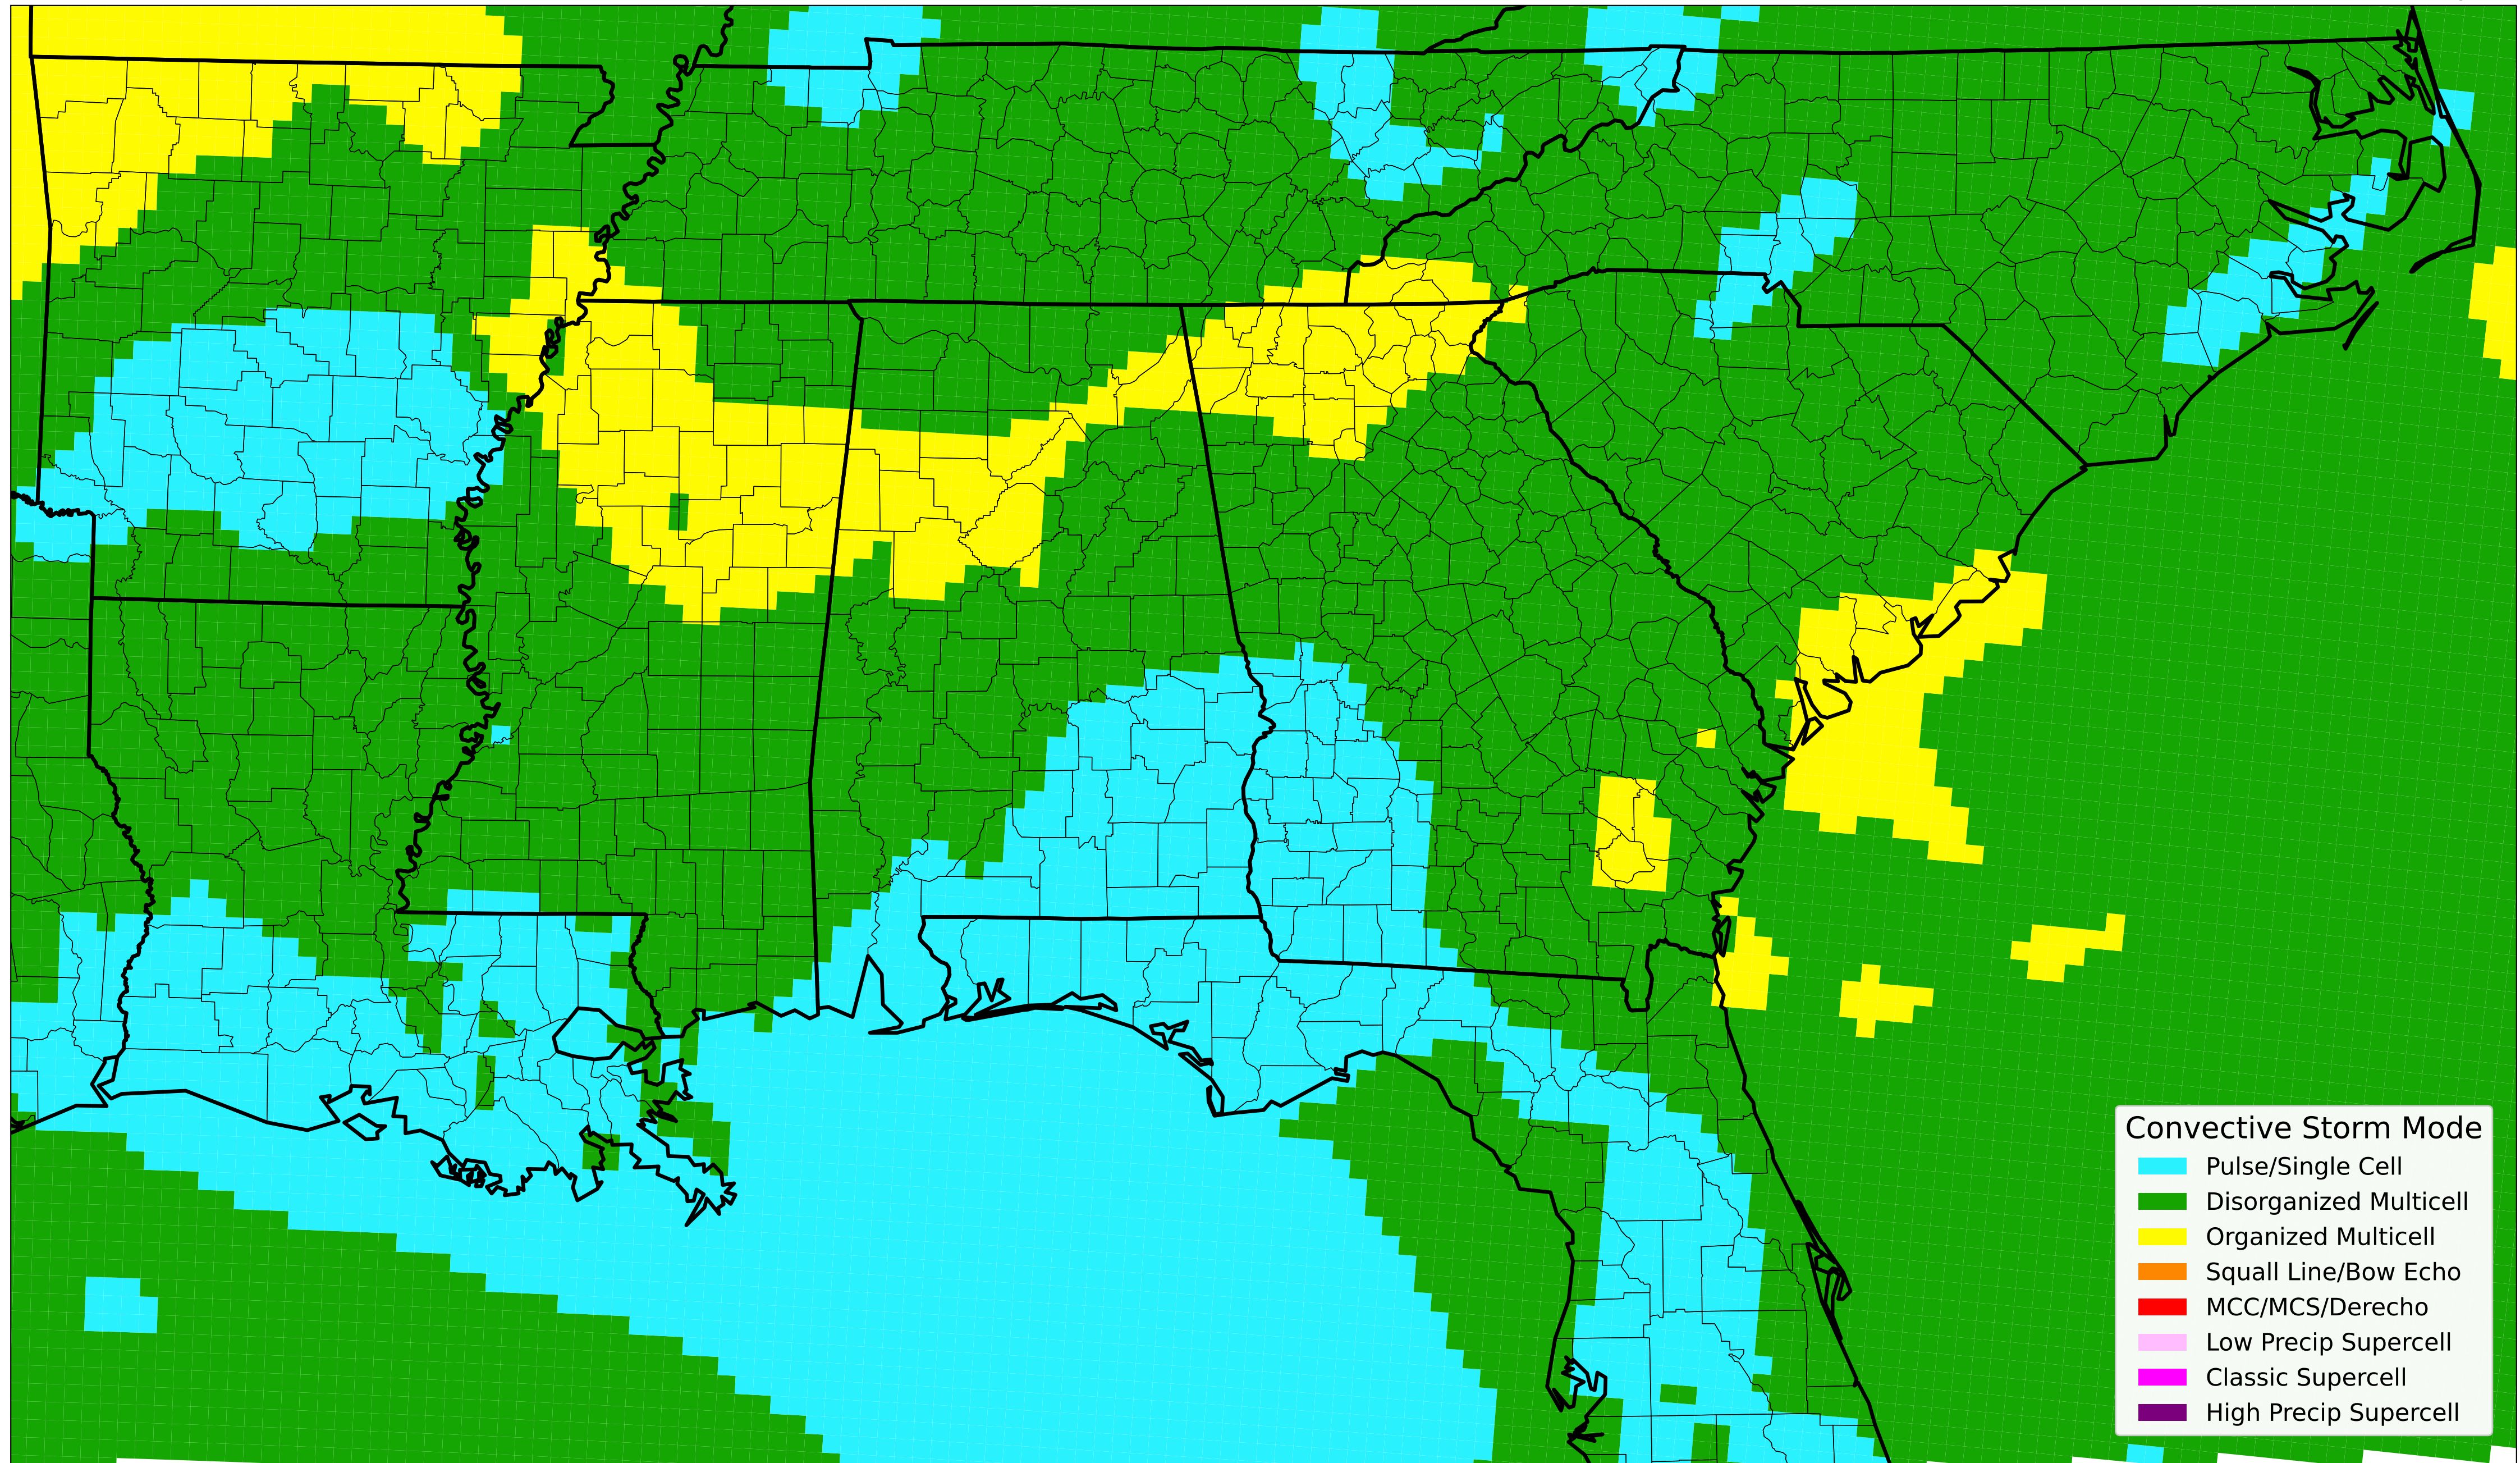 Convective Storm Mode
Pulse/Single Cell
Disorganized Multicell
Organized Multicell
Squall Line/Bow Echo
MCC/MCS/Derecho
Low Precip Supercell
Classic Supercell
High Precip Supercell